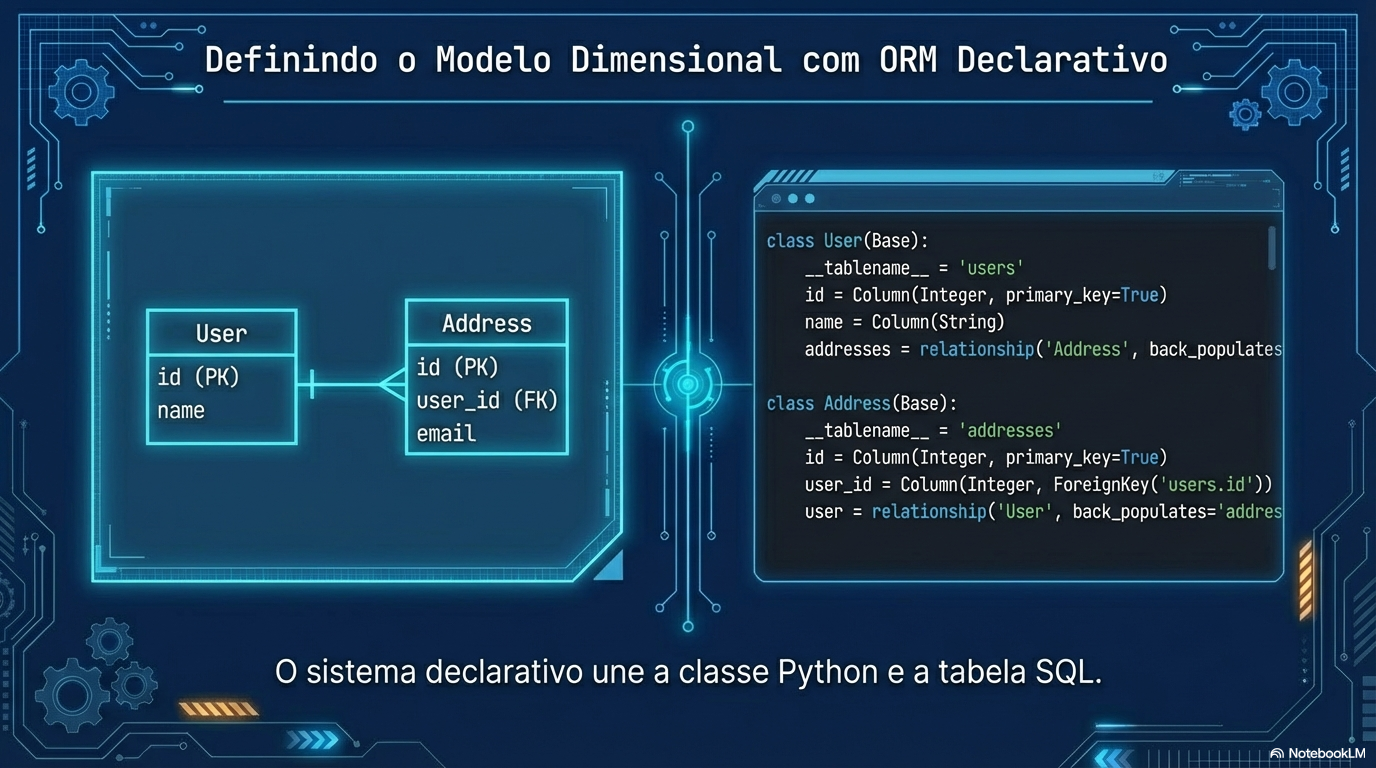 Definindo o Modelo Dimensional com ORM Declarativo
User
id (PK)
name
Address
id (PK)
user_id (FK)
email
class User(Base):
    __tablename__ = 'users'
    id = Column(Integer, primary_key=True)
    name = Column(String)
    addresses = relationship('Address', back_populates
class Address(Base):
    __tablename__ = 'addresses'
    id = Column(Integer, primary_key=True)
    user_id = Column(Integer, ForeignKey('users.id'))
    user = relationship('User', back_populates='addres
O sistema declarativo une a classe Python e a tabela SQL.
NotebookLM